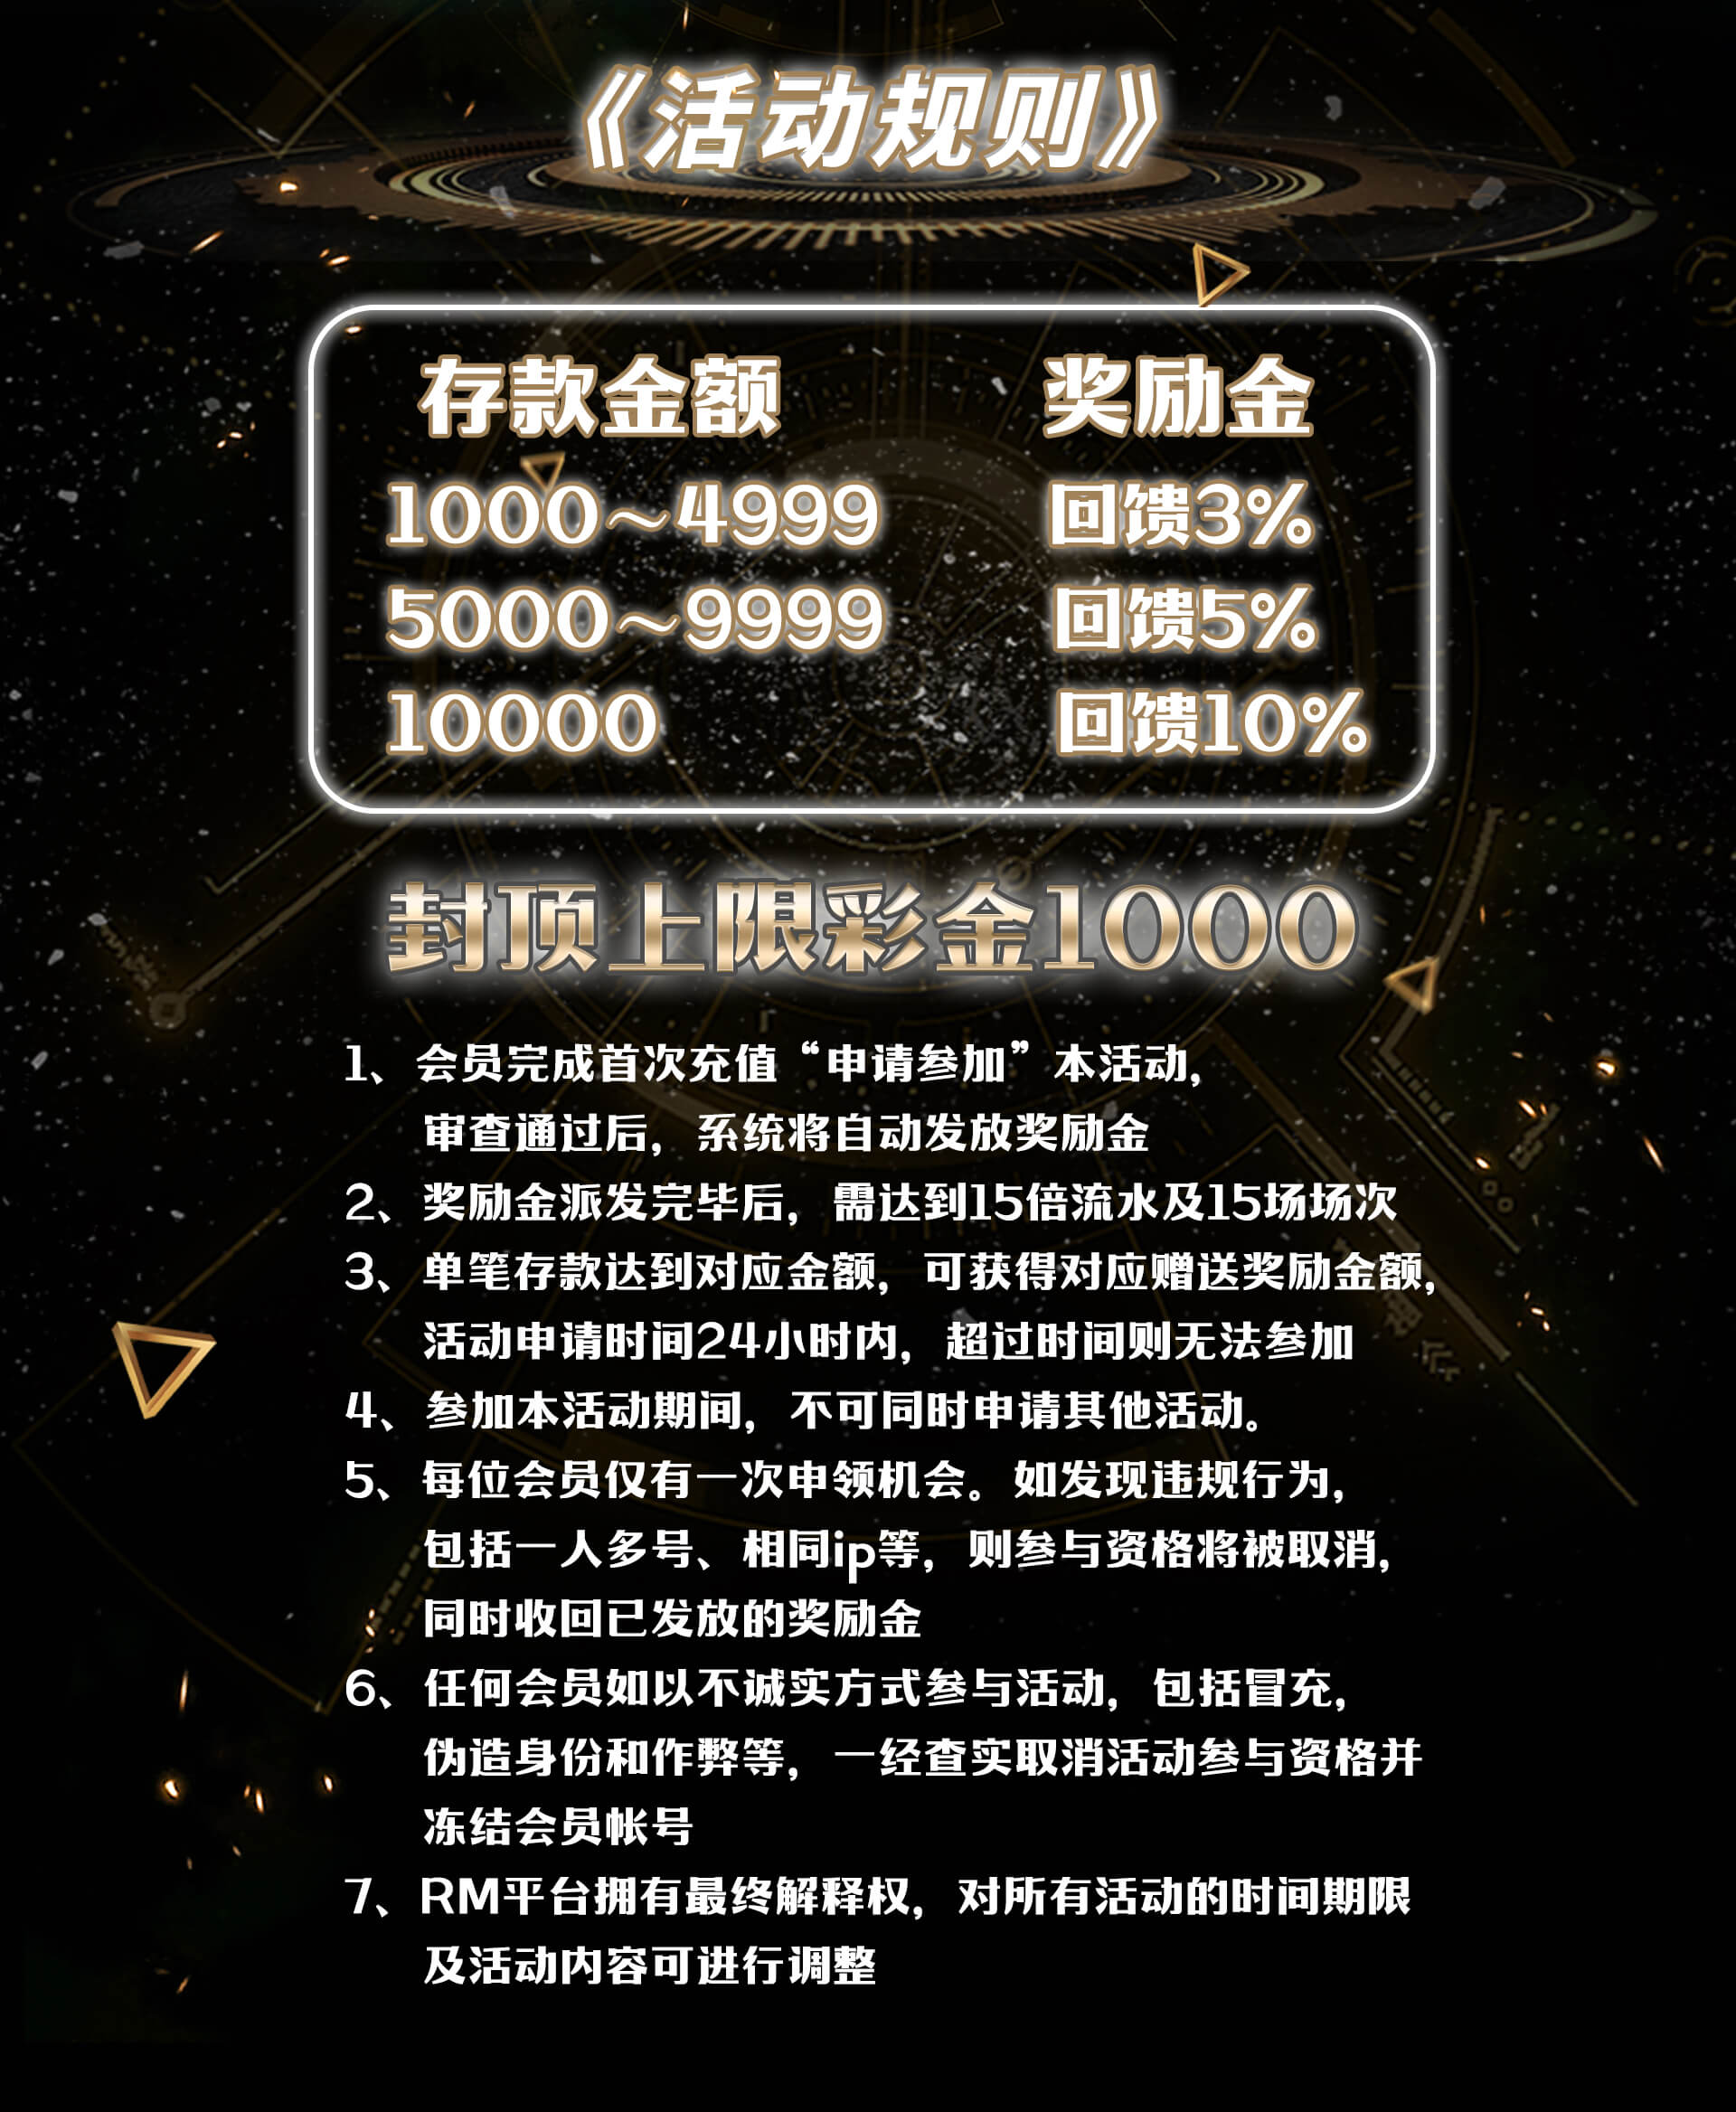 《活动规则》
存款金额 奖励金
1000~4999 回馈3%
5000~9999 回馈5%
10000 回馈10%
封顶上限彩金1000
1、会员完成首次充值“申请参加”本活动，
审查通过后，系统将自动发放奖励金
2、奖励金派发完毕后，需达到15倍流水及15场场次
3、单笔存款达到对应金额，可获得对应赠送奖励金额，
活动申请时间24小时内，超过时间则无法参加
4、参加本活动期间，不可同时申请其他活动。
5、每位会员仅有一次申领机会。如发现违规行为，
包括一人多号、相同ip等，则参与资格将被取消，
同时收回已发放的奖励金
6、任何会员如以不诚实方式参与活动，包括冒充，
伪造身份和作弊等，一经查实取消活动参与资格并
冻结会员帐号
7、RM平台拥有最终解释权，对所有活动的时间期限
及活动内容可进行调整